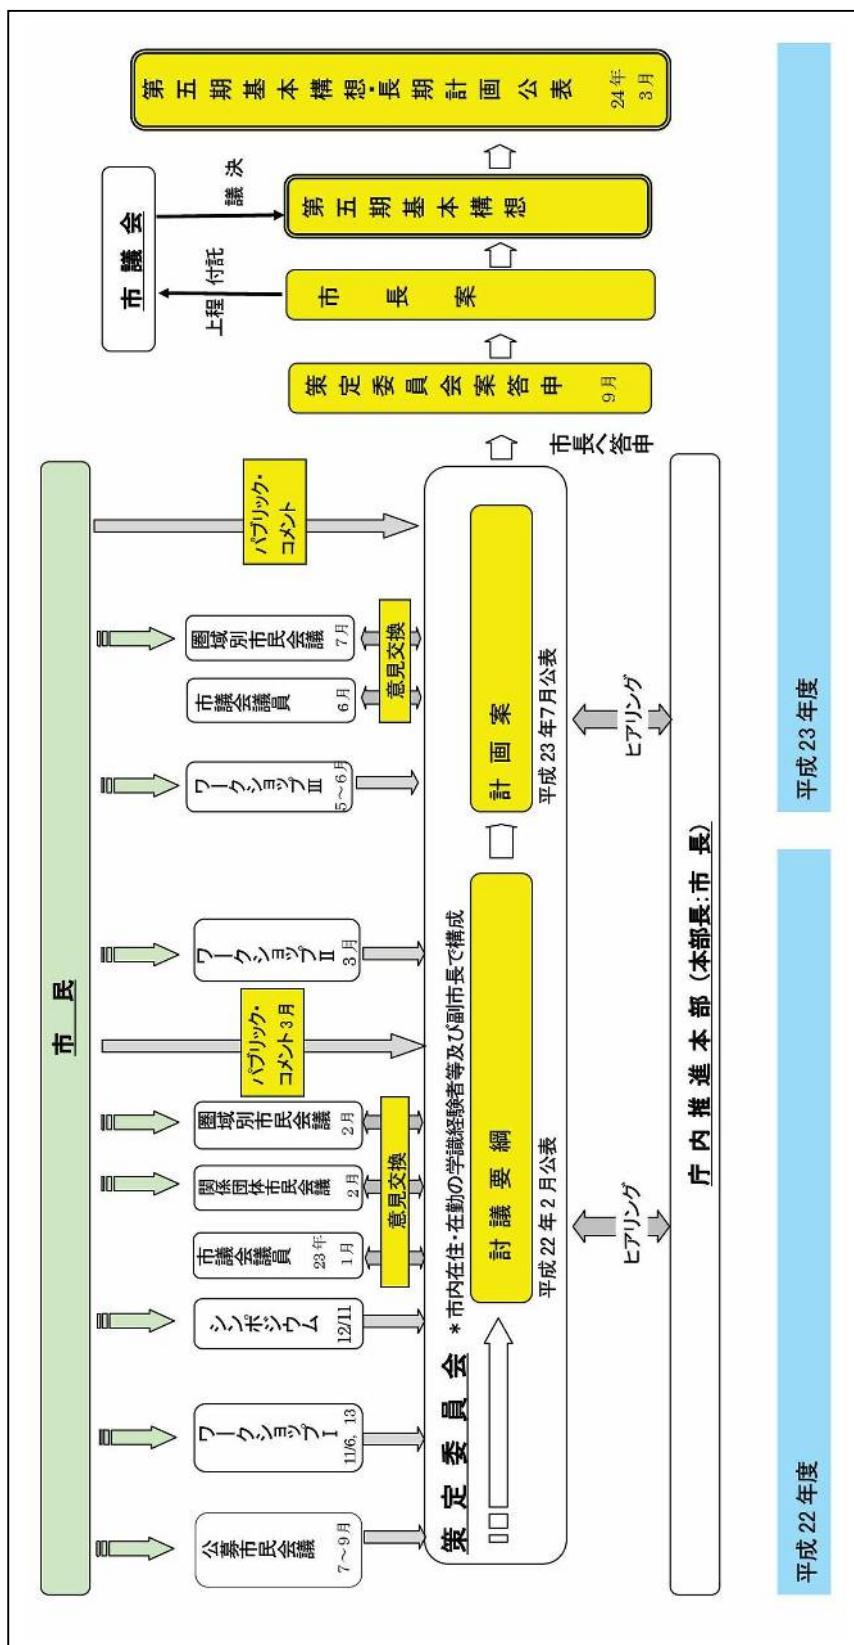 市民
公募市民会議
7～9月
ワークショップⅠ
11/6, 13
シンポジウム
12/11
市議会議員
23年
1月
関係団体市民会議
2月
圏域別市民会議
2月
意見交換
パブリック・
コメント3月
ワークショップⅡ
3月
ワークショップⅢ
5～6月
市議会議員
6月
圏域別市民会議
7月
意見交換
パブリック・
コメント
策定委員会
＊市内在住・在勤の学識経験者等及び副市長で構成
討議要綱
平成22年2月公表
計画案
平成23年7月公表
市長へ答申
ヒアリング
ヒアリング
庁内推進本部（本部長:市長）
策定委員会案答申
9月
市長案
上程
付託
市議会
議決
第五期基本構想
第五期基本構想・長期計画公表
24年
3月
平成22年度
平成23年度